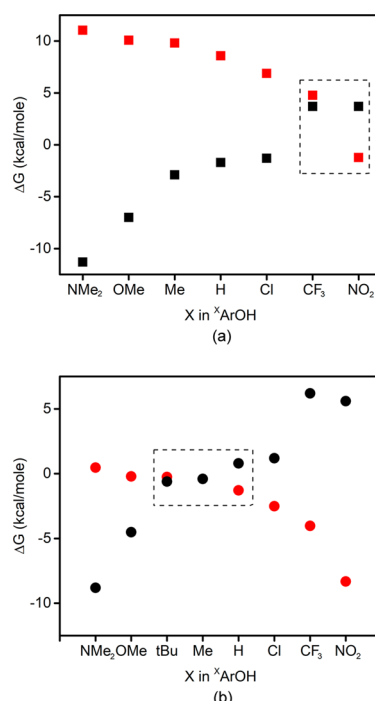 10
5
0
-5
-10
ΔG (kcal/mole)
NMe₂ OMe Me H Cl CF₃ NO₂
X in ˣArOH
(a)
5
0
-5
-10
ΔG (kcal/mole)
NMe₂ OMe tBu Me H Cl CF₃ NO₂
X in ˣArOH
(b)